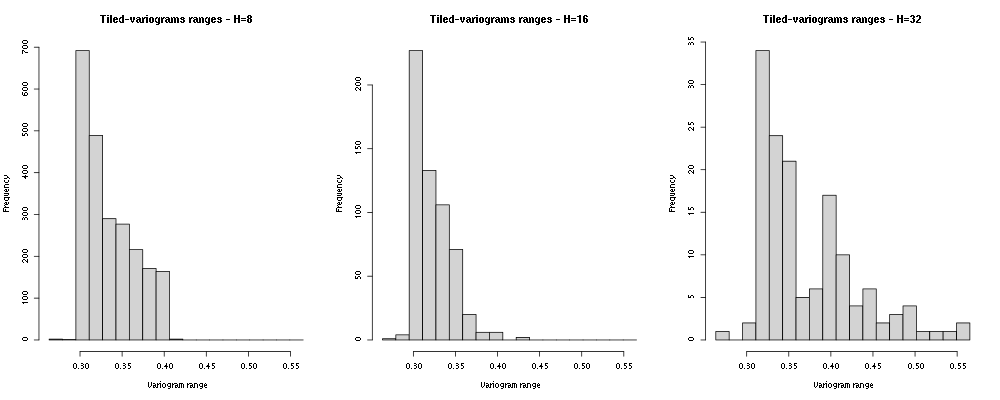 Tiled-variograms ranges - H=8
Frequency
700
600
500
400
300
200
100
0
0.30 0.35 0.40 0.45 0.50 0.55
Variogram range
Tiled-variograms ranges - H=16
Frequency
200
150
100
50
0
0.30 0.35 0.40 0.45 0.50 0.55
Variogram range
Tiled-variograms ranges - H=32
Frequency
35
30
25
20
15
10
5
0
0.30 0.35 0.40 0.45 0.50 0.55
Variogram range